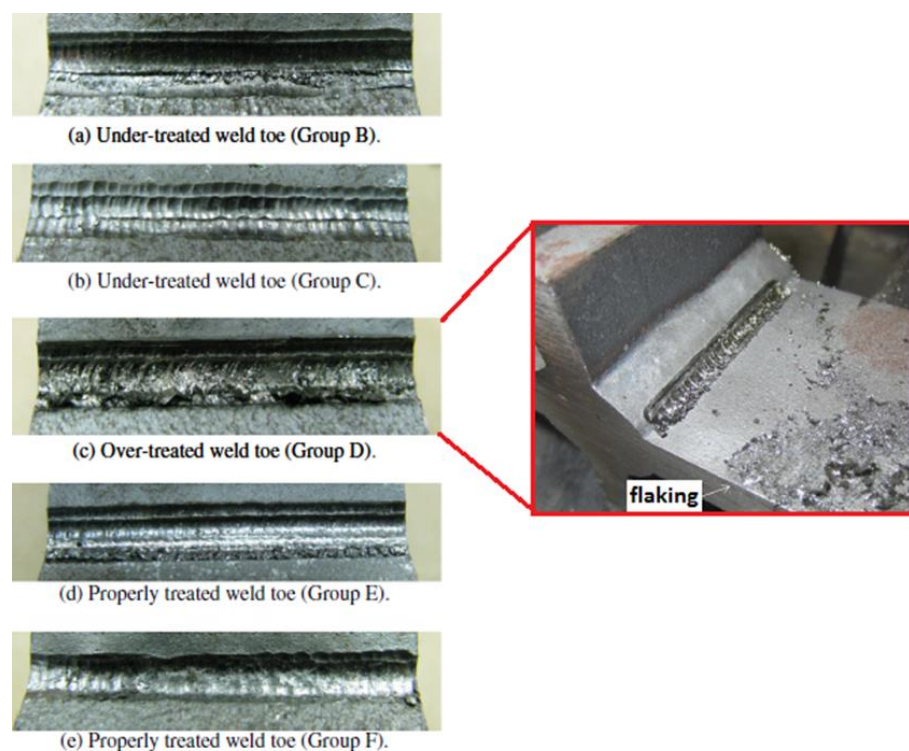 (a) Under-treated weld toe (Group B).
(b) Under-treated weld toe (Group C).
(c) Over-treated weld toe (Group D).
flaking
(d) Properly treated weld toe (Group E).
(e) Properly treated weld toe (Group F).